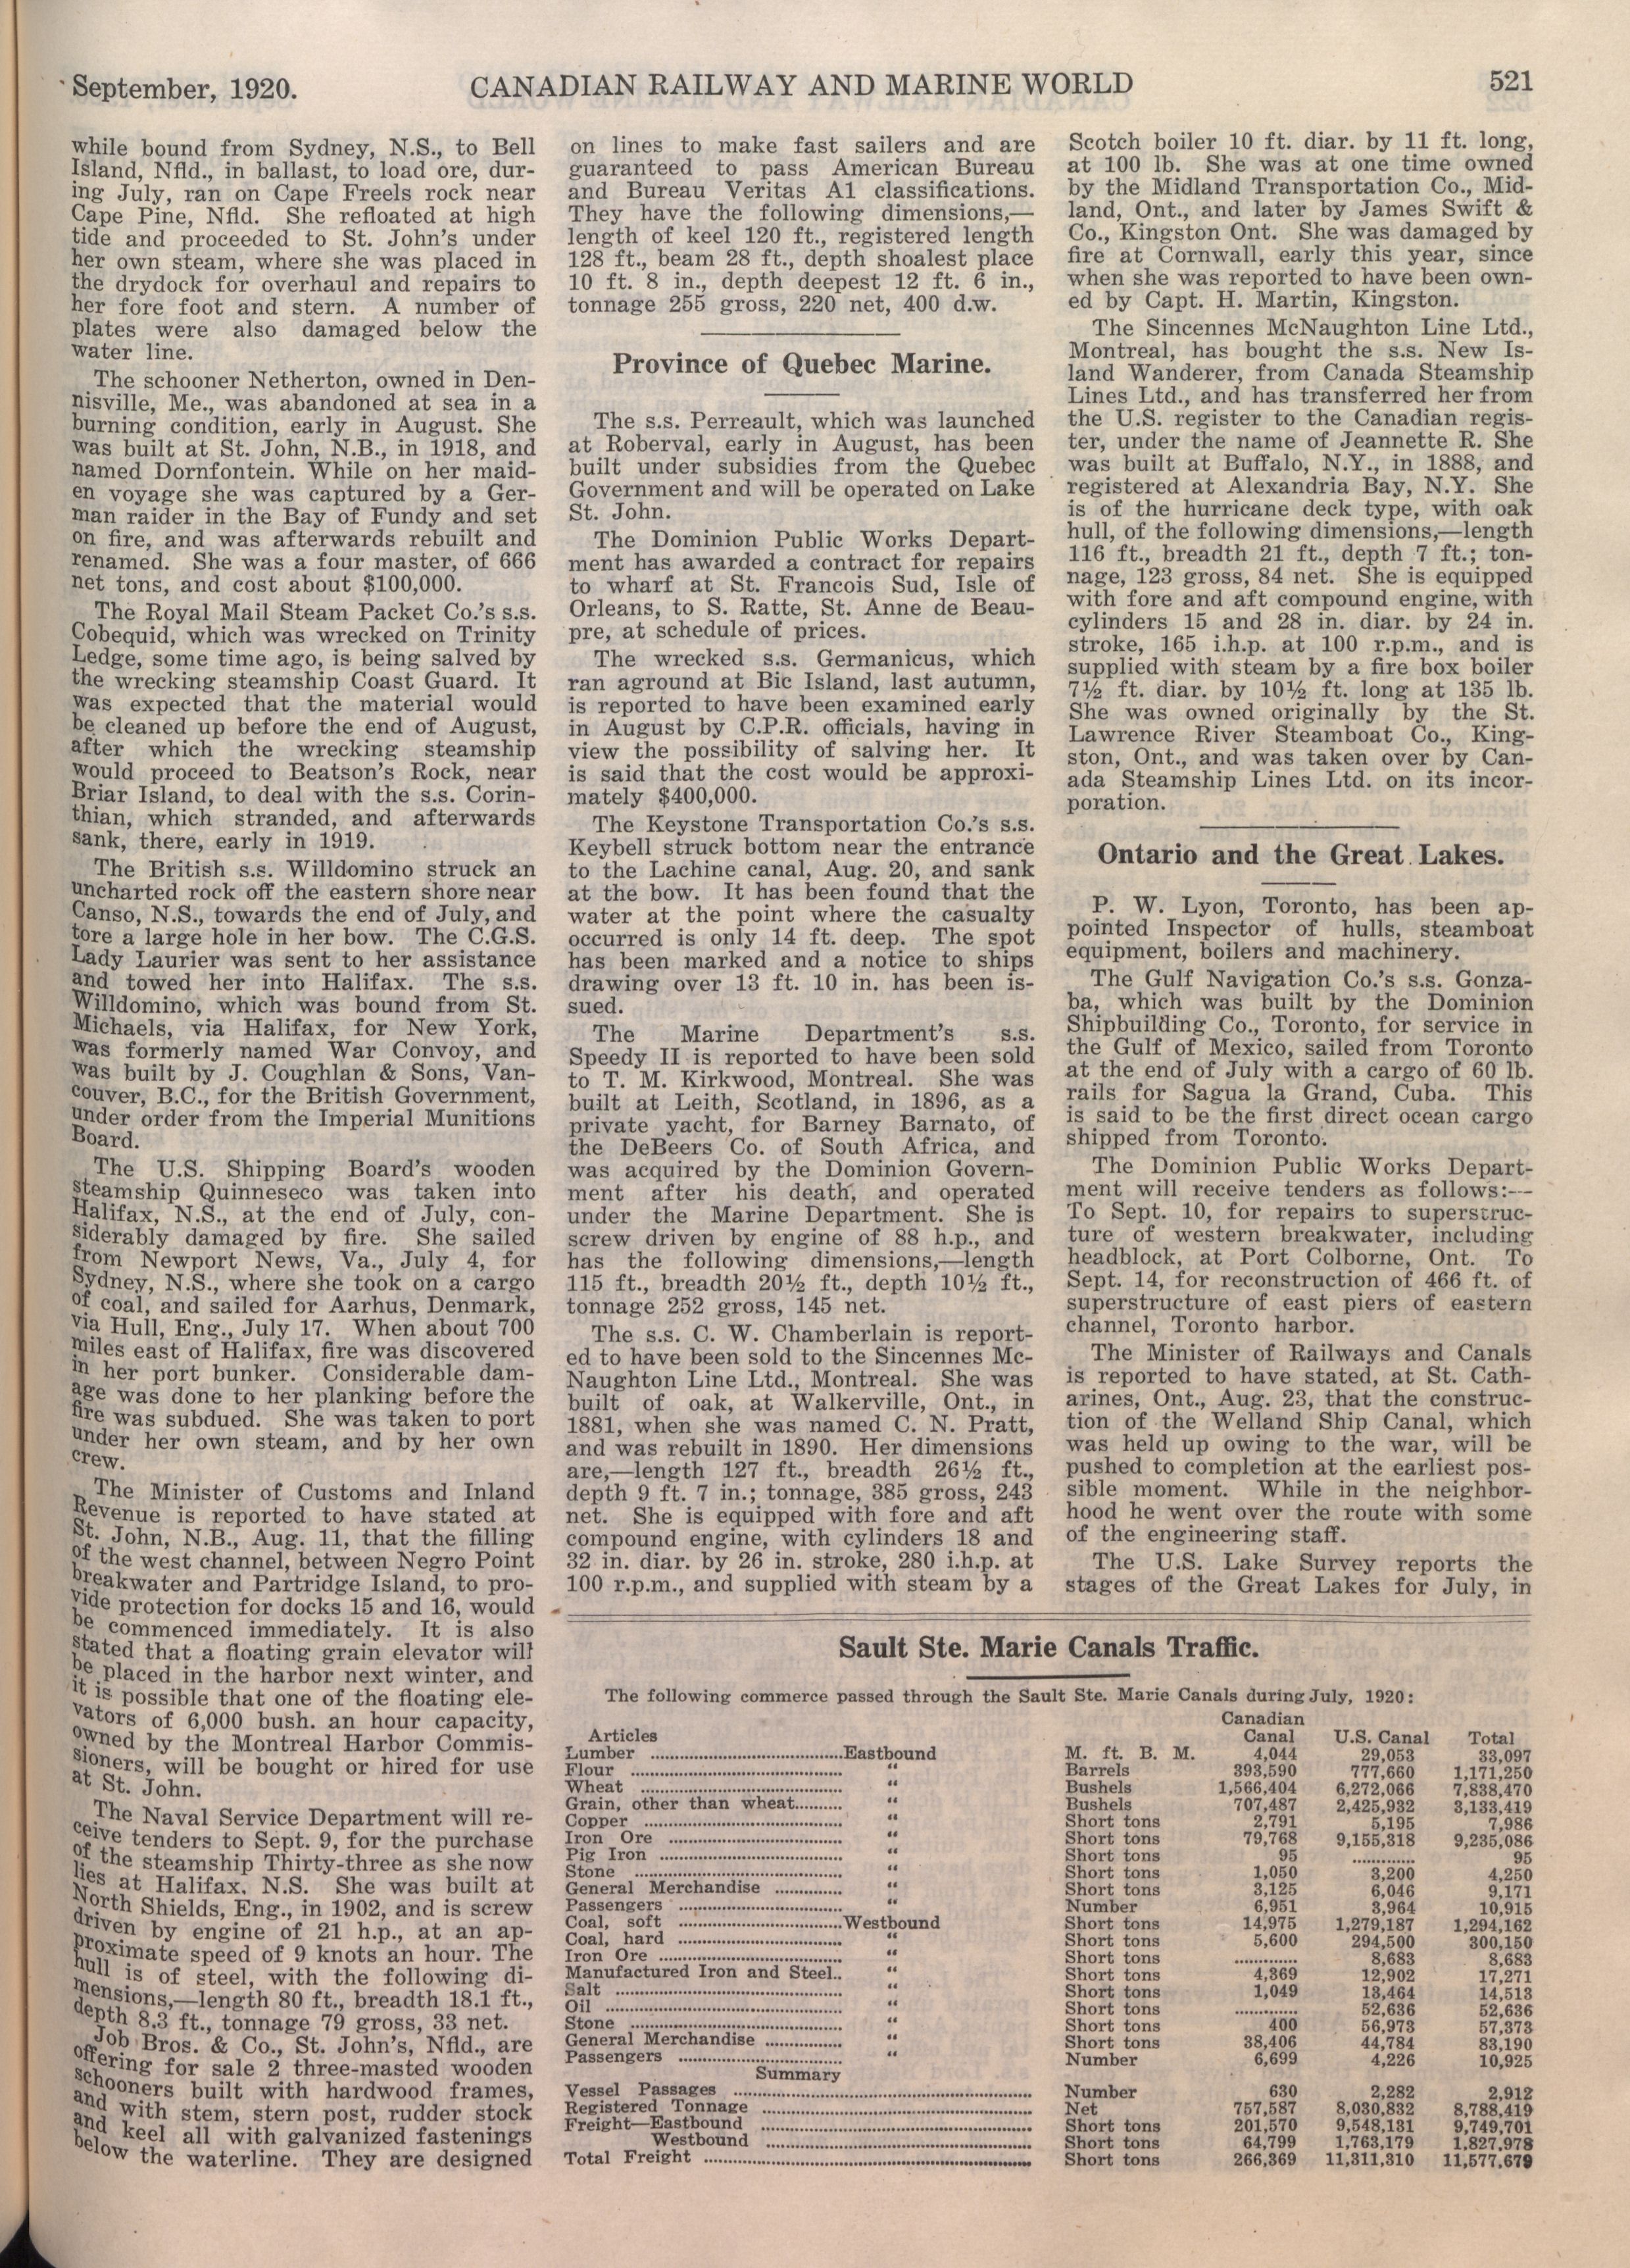 September, 1920.
CANADIAN RAILWAY AND MARINE WORLD
521
while bound from Sydney, N.S., to Bell
Island, Nfld., in ballast, to load ore, dur-
ing July, ran on Cape Freels rock near
Cape Pine, Nfld. She refloated at high
tide and proceeded to St. John's under
her own steam, where she was placed in
the drydock for overhaul and repairs to
her fore foot and stern. A number of
plates were also damaged below the
water line.
The schooner Netherton, owned in Den-
nisville, Me., was abandoned at sea in a
burning condition, early in August. She
was built at St. John, N.B., in 1918, and
named Dornfontein. While on her maid-
en voyage she was captured by a Ger-
man raider in the Bay of Fundy and set
on fire, and was afterwards rebuilt and
renamed. She was a four master, of 666
net tons, and cost about $100,000.
The Royal Mail Steam Packet Co.'s s.s.
Cobequid, which was wrecked on Trinity
Ledge, some time ago, is being salved by
the wrecking steamship Coast Guard. It
was expected that the material would
be cleaned up before the end of August,
after which the wrecking steamship
would proceed to Beatson's Rock, near
Briar Island, to deal with the s.s. Corin-
thian, which stranded, and afterwards
sank, there, early in 1919.
The British s.s. Willdomino struck an
uncharted rock off the eastern shore near
Canso, N.S., towards the end of July, and
tore a large hole in her bow. The C.G.S.
Lady Laurier was sent to her assistance
and towed her into Halifax. The s.s.
Willdomino, which was bound from St.
Michaels, via Halifax, for New York,
was formerly named War Convoy, and
was built by J. Coughlan & Sons, Van-
couver, B.C., for the British Government,
under order from the Imperial Munitions
Board.
The U.S. Shipping Board's wooden
steamship Quinneseco was taken into
Halifax, N.S., at the end of July, con-
siderably damaged by fire. She sailed
from Newport News, Va., July 4, for
Sydney, N.S., where she took on a cargo
of coal, and sailed for Aarhus, Denmark,
via Hull, Eng., July 17. When about 700
miles east of Halifax, fire was discovered
in her port bunker. Considerable dam-
age was done to her planking before the
fire was subdued. She was taken to port
under her own steam, and by her own
crew.
The Minister of Customs and Inland
Revenue is reported to have stated at
St. John, N.B., Aug. 11, that the filling
of the west channel, between Negro Point
breakwater and Partridge Island, to pro-
vide protection for docks 15 and 16, would
be commenced immediately. It is also
stated that a floating grain elevator will
be placed in the harbor next winter, and
it is possible that one of the floating ele-
vators of 6,000 bush. an hour capacity,
owned by the Montreal Harbor Commis-
sioners, will be bought or hired for use
at St. John.
The Naval Service Department will re-
ceive tenders to Sept. 9, for the purchase
of the steamship Thirty-three as she now
lies at Halifax, N.S. She was built at
North Shields, Eng., in 1902, and is screw
driven by engine of 21 h.p., at an ap-
proximate speed of 9 knots an hour. The
hull is of steel, with the following di-
mensions,—length 80 ft., breadth 18.1 ft.,
depth 8.3 ft., tonnage 79 gross, 33 net.
Job Bros. & Co., St. John's, Nfld., are
offering for sale 2 three-masted wooden
schooners built with hardwood frames,
and with stem, stern post, rudder stock
and keel all with galvanized fastenings
below the waterline. They are designed
on lines to make fast sailers and are
guaranteed to pass American Bureau
and Bureau Veritas A1 classifications.
They have the following dimensions,—
length of keel 120 ft., registered length
128 ft., beam 28 ft., depth shoalest place
10 ft. 8 in., depth deepest 12 ft. 6 in.,
tonnage 255 gross, 220 net, 400 d.w.
Province of Quebec Marine.
The s.s. Perreault, which was launched
at Roberval, early in August, has been
built under subsidies from the Quebec
Government and will be operated on Lake
St. John.
The Dominion Public Works Depart-
ment has awarded a contract for repairs
to wharf at St. Francois Sud, Isle of
Orleans, to S. Ratte, St. Anne de Beau-
pre, at schedule of prices.
The wrecked s.s. Germanicus, which
ran aground at Bic Island, last autumn,
is reported to have been examined early
in August by C.P.R. officials, having in
view the possibility of salving her. It
is said that the cost would be approxi-
mately $400,000.
The Keystone Transportation Co.'s s.s.
Keybell struck bottom near the entrance
to the Lachine canal, Aug. 20, and sank
at the bow. It has been found that the
water at the point where the casualty
occurred is only 14 ft. deep. The spot
has been marked and a notice to ships
drawing over 13 ft. 10 in. has been is-
sued.
The Marine Department's s.s.
Speedy II is reported to have been sold
to T. M. Kirkwood, Montreal. She was
built at Leith, Scotland, in 1896, as a
private yacht, for Barney Barnato, of
the DeBeers Co. of South Africa, and
was acquired by the Dominion Govern-
ment after his death, and operated
under the Marine Department. She is
screw driven by engine of 88 h.p., and
has the following dimensions,—length
115 ft., breadth 20½ ft., depth 10½ ft.,
tonnage 252 gross, 145 net.
The s.s. C. W. Chamberlain is report-
ed to have been sold to the Sincennes Mc-
Naughton Line Ltd., Montreal. She was
built of oak, at Walkerville, Ont., in
1881, when she was named C. N. Pratt,
and was rebuilt in 1890. Her dimensions
are,—length 127 ft., breadth 26½ ft.,
depth 9 ft. 7 in.; tonnage, 385 gross, 243
net. She is equipped with fore and aft
compound engine, with cylinders 18 and
32 in. diar. by 26 in. stroke, 280 i.h.p. at
100 r.p.m., and supplied with steam by a
Scotch boiler 10 ft. diar. by 11 ft. long,
at 100 lb. She was at one time owned
by the Midland Transportation Co., Mid-
land, Ont., and later by James Swift &
Co., Kingston Ont. She was damaged by
fire at Cornwall, early this year, since
when she was reported to have been own-
ed by Capt. H. Martin, Kingston.
The Sincennes McNaughton Line Ltd.,
Montreal, has bought the s.s. New Is-
land Wanderer, from Canada Steamship
Lines Ltd., and has transferred her from
the U.S. register to the Canadian regis-
ter, under the name of Jeannette R. She
was built at Buffalo, N.Y., in 1888, and
registered at Alexandria Bay, N.Y. She
is of the hurricane deck type, with oak
hull, of the following dimensions,—length
116 ft., breadth 21 ft., depth 7 ft.; ton-
nage, 123 gross, 84 net. She is equipped
with fore and aft compound engine, with
cylinders 15 and 28 in. diar. by 24 in.
stroke, 165 i.h.p. at 100 r.p.m., and is
supplied with steam by a fire box boiler
7½ ft. diar. by 10½ ft. long at 135 lb.
She was owned originally by the St.
Lawrence River Steamboat Co., King-
ston, Ont., and was taken over by Can-
ada Steamship Lines Ltd. on its incor-
poration.
Ontario and the Great Lakes.
P. W. Lyon, Toronto, has been ap-
pointed Inspector of hulls, steamboat
equipment, boilers and machinery.
The Gulf Navigation Co.'s s.s. Gonza-
ba, which was built by the Dominion
Shipbuilding Co., Toronto, for service in
the Gulf of Mexico, sailed from Toronto
at the end of July with a cargo of 60 lb.
rails for Sagua la Grand, Cuba. This
is said to be the first direct ocean cargo
shipped from Toronto.
The Dominion Public Works Depart-
ment will receive tenders as follows:—
To Sept. 10, for repairs to superstruc-
ture of western breakwater, including
headblock, at Port Colborne, Ont. To
Sept. 14, for reconstruction of 466 ft. of
superstructure of east piers of eastern
channel, Toronto harbor.
The Minister of Railways and Canals
is reported to have stated, at St. Cath-
arines, Ont., Aug. 23, that the construc-
tion of the Welland Ship Canal, which
was held up owing to the war, will be
pushed to completion at the earliest pos-
sible moment. While in the neighbor-
hood he went over the route with some
of the engineering staff.
The U.S. Lake Survey reports the
stages of the Great Lakes for July, in
Sault Ste. Marie Canals Traffic.
The following commerce passed through the Sault Ste. Marie Canals during July, 1920:
Canadian
Articles Canal U.S. Canal Total
Lumber Eastbound M. ft. B. M. 4,044 29,053 33,097
Flour " Barrels 393,590 777,660 1,171,250
Wheat " Bushels 1,566,404 6,272,066 7,838,470
Grain, other than wheat " Bushels 707,487 2,425,932 3,133,419
Copper " Short tons 2,791 5,195 7,986
Iron Ore " Short tons 79,768 9,155,318 9,235,086
Pig Iron " Short tons 95 ............ 95
Stone " Short tons 1,050 3,200 4,250
General Merchandise " Short tons 3,125 6,046 9,171
Passengers " Number 6,951 3,964 10,915
Coal, soft Westbound Short tons 14,975 1,279,187 1,294,162
Coal, hard " Short tons 5,600 294,500 300,150
Iron Ore " Short tons ............ 8,683 8,683
Manufactured Iron and Steel.. " Short tons 4,369 12,902 17,271
Salt " Short tons 1,049 13,464 14,513
Oil " Short tons ............ 52,636 52,636
Stone " Short tons 400 56,973 57,373
General Merchandise " Short tons 38,406 44,784 83,190
Passengers " Number 6,699 4,226 10,925
Summary
Vessel Passages Number 630 2,282 2,912
Registered Tonnage Net 757,587 8,030,832 8,788,419
Freight—Eastbound Short tons 201,570 9,548,131 9,749,701
Westbound Short tons 64,799 1,763,179 1,827,978
Total Freight Short tons 266,369 11,311,310 11,577,679